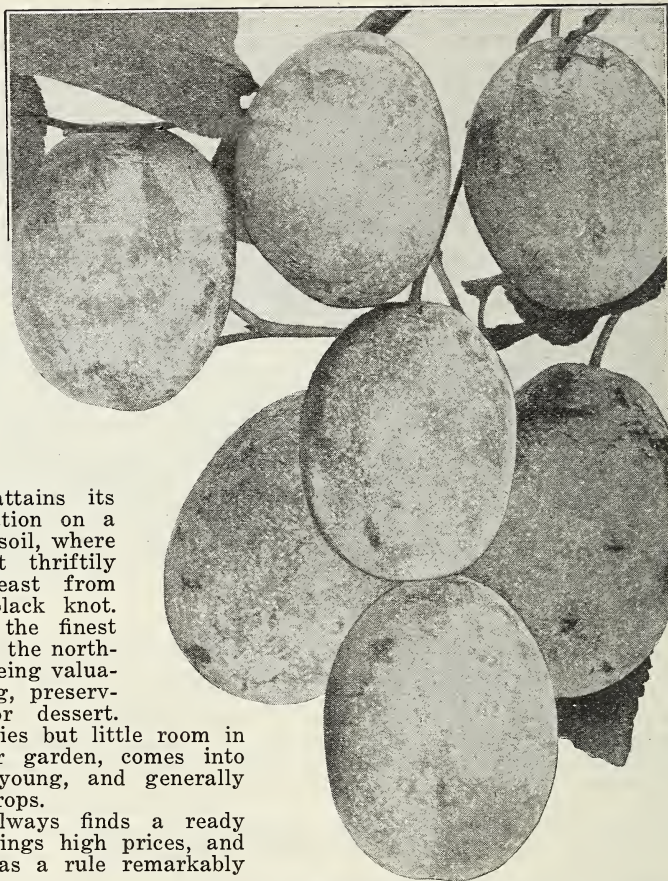 ttains its
tion on a
soil, where
t thriftily
east from
lack knot.
the finest
the north-
eing valua-
g, preserv-
or dessert.
ies but little room in
r garden, comes into
young, and generally
rops.
lways finds a ready
ings high prices, and
as a rule remarkably